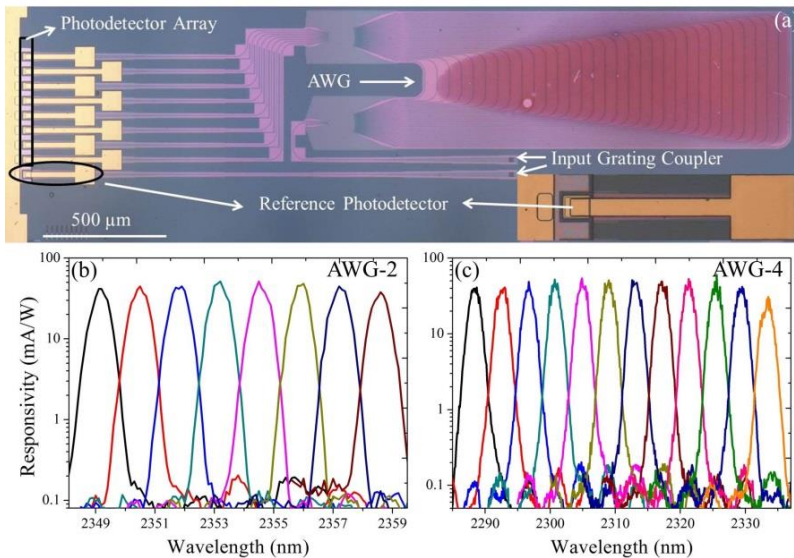 Photodetector Array
(a)
AWG
Input Grating Coupler
Reference Photodetector
500 µm
(b)
AWG-2
Responsivity (mA/W)
100
10
1
0.1
2349 2351 2353 2355 2357 2359
Wavelength (nm)
(c)
AWG-4
100
10
1
0.1
2290 2300 2310 2320 2330
Wavelength (nm)